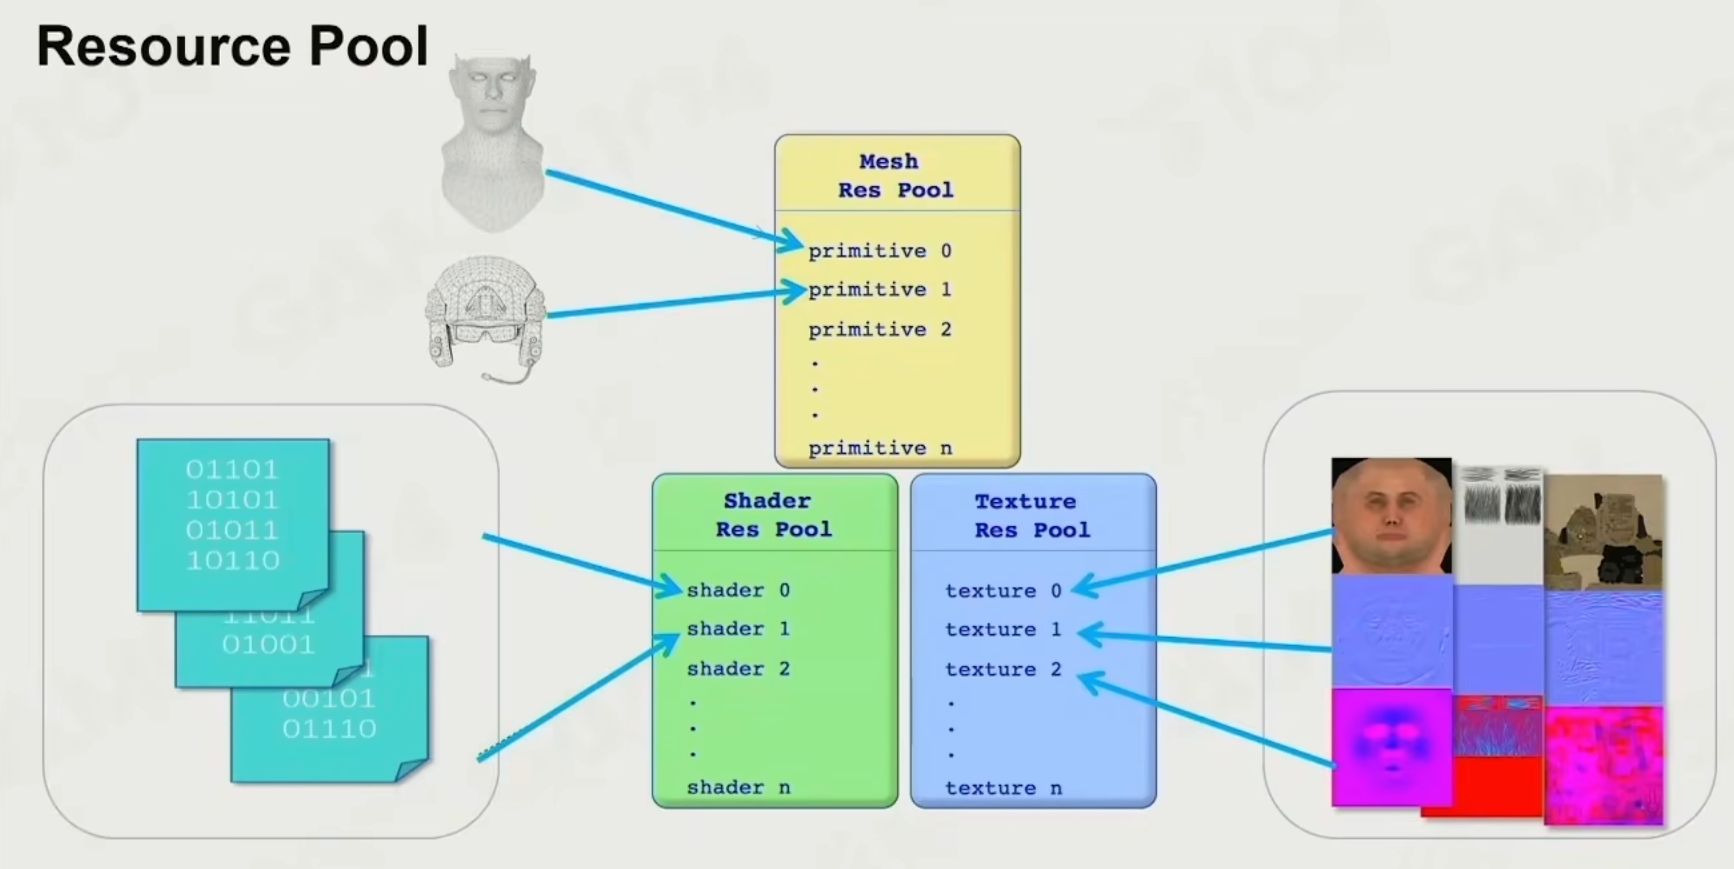 Resource Pool
Mesh
Res Pool
primitive 0
primitive 1
primitive 2
.
.
.
primitive n
01101
10101
01011
10110
11011
01001
1
00101
01110
Shader
Res Pool
shader 0
shader 1
shader 2
.
.
.
shader n
Texture
Res Pool
texture 0
texture 1
texture 2
.
.
.
texture n